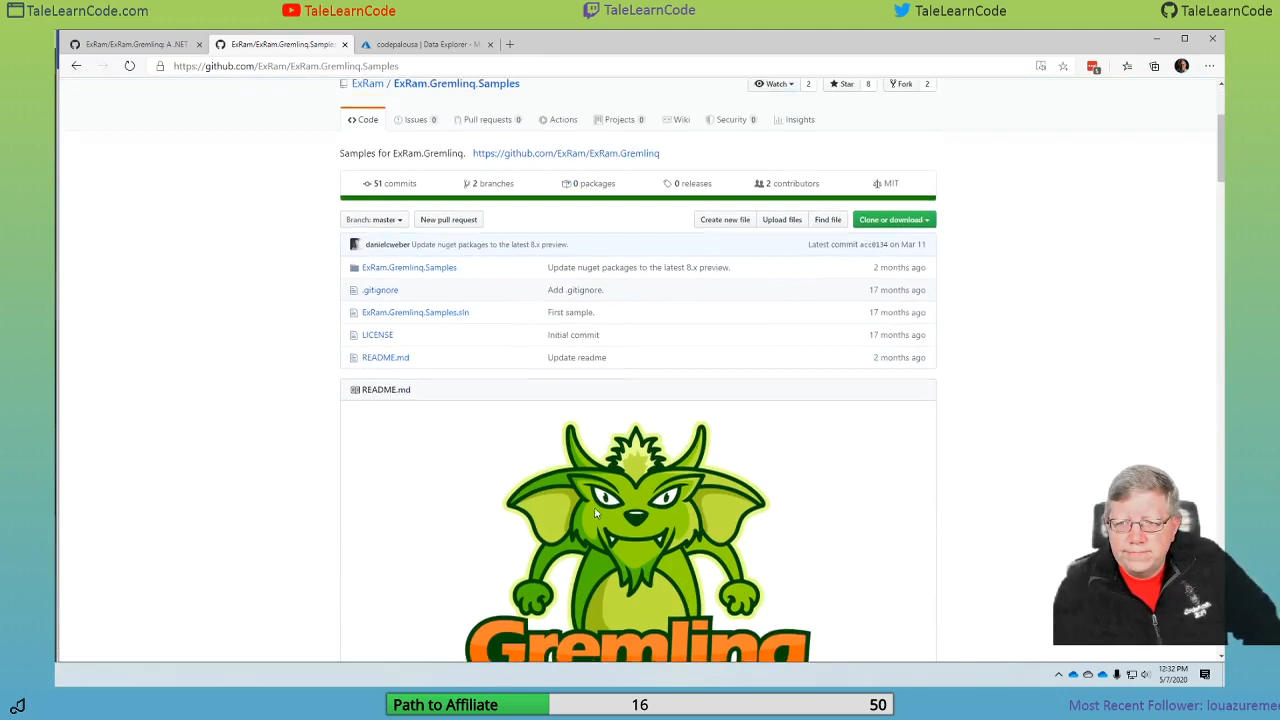 TaleLearnCode.com
TaleLearnCode
TaleLearnCode
TaleLearnCode
TaleLearnCode
ExRam/ExRam.Gremlinq: A .NET
ExRam/ExRam.Gremlinq.Samples
codepalousa | Data Explorer - M
https://github.com/ExRam/ExRam.Gremlinq.Samples
ExRam / ExRam.Gremlinq.Samples
Watch 2
Star 8
Fork 2
Code
Issues 0
Pull requests 0
Actions
Projects 0
Wiki
Security 0
Insights
Samples for ExRam.Gremlinq. https://github.com/ExRam/ExRam.Gremlinq
51 commits
2 branches
0 packages
0 releases
2 contributors
MIT
Branch: master
New pull request
Create new file
Upload files
Find file
Clone or download
danielcweber Update nuget packages to the latest 8.x preview.
Latest commit acc0134 on Mar 11
ExRam.Gremlinq.Samples
Update nuget packages to the latest 8.x preview.
2 months ago
.gitignore
Add .gitignore.
17 months ago
ExRam.Gremlinq.Samples.sln
First sample.
17 months ago
LICENSE
Initial commit
17 months ago
README.md
Update readme
2 months ago
README.md
Gremlinq
12:32 PM
5/7/2020
Path to Affiliate
16
50
Most Recent Follower: louazureme